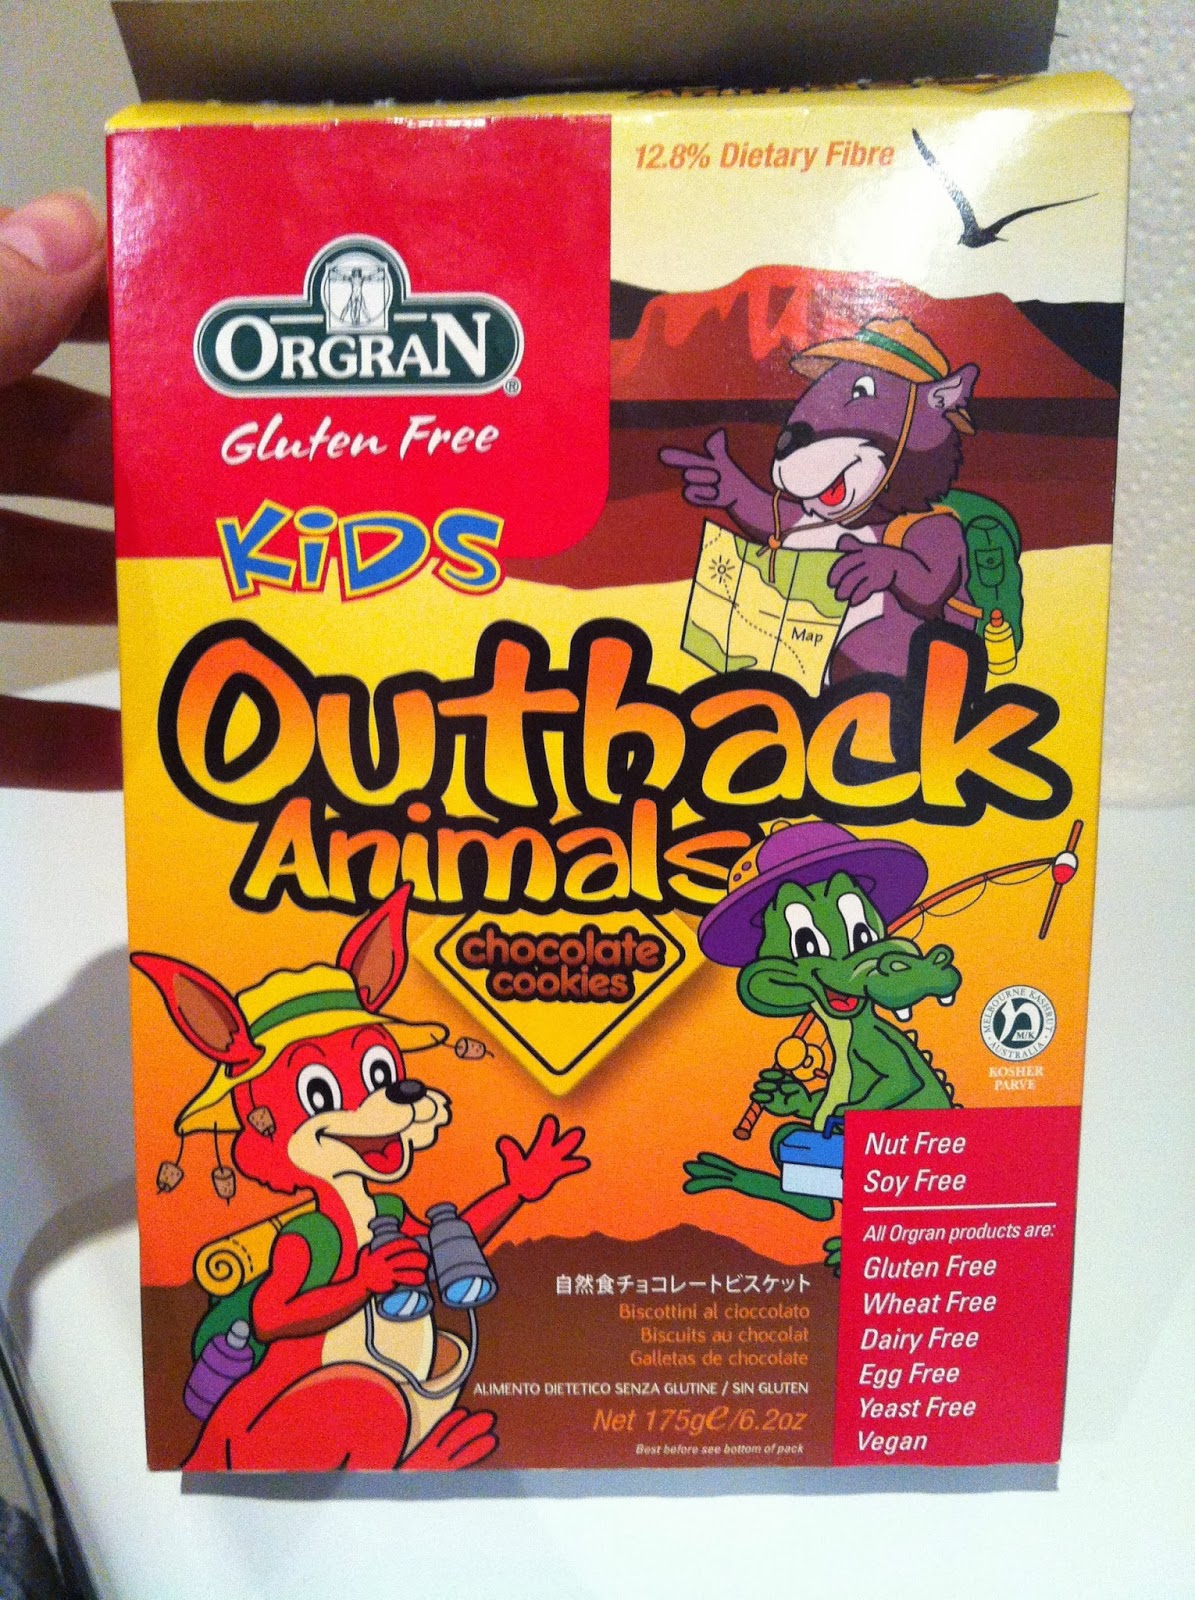 12.8% Dietary Fibre
ORGRAN®
Gluten Free
KiDS
Map
Outback
Animals
chocolate
cookies
MELBOURNE KASHRUT
M/K
AUSTRALIA
KOSHER
PARVE
Nut Free
Soy Free
All Orgran products are:
Gluten Free
Wheat Free
Dairy Free
Egg Free
Yeast Free
Vegan
自然食チョコレートビスケット
Biscottini al cioccolato
Biscuits au chocolat
Galletas de chocolate
ALIMENTO DIETETICO SENZA GLUTINE / SIN GLUTEN
Net 175g℮/6.2oz
Best before see bottom of pack